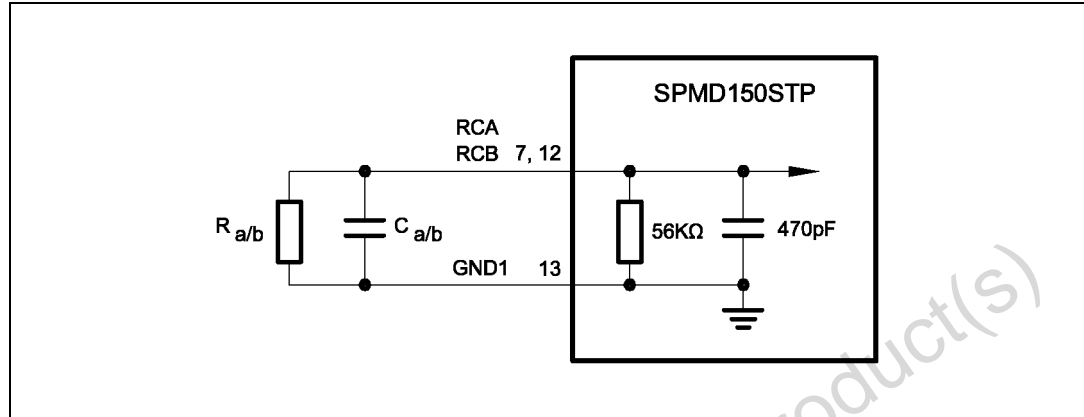 SPMD150STP
RCA
RCB 7, 12
R a/b
C a/b
56KΩ
470pF
GND1 13
roduct(s)